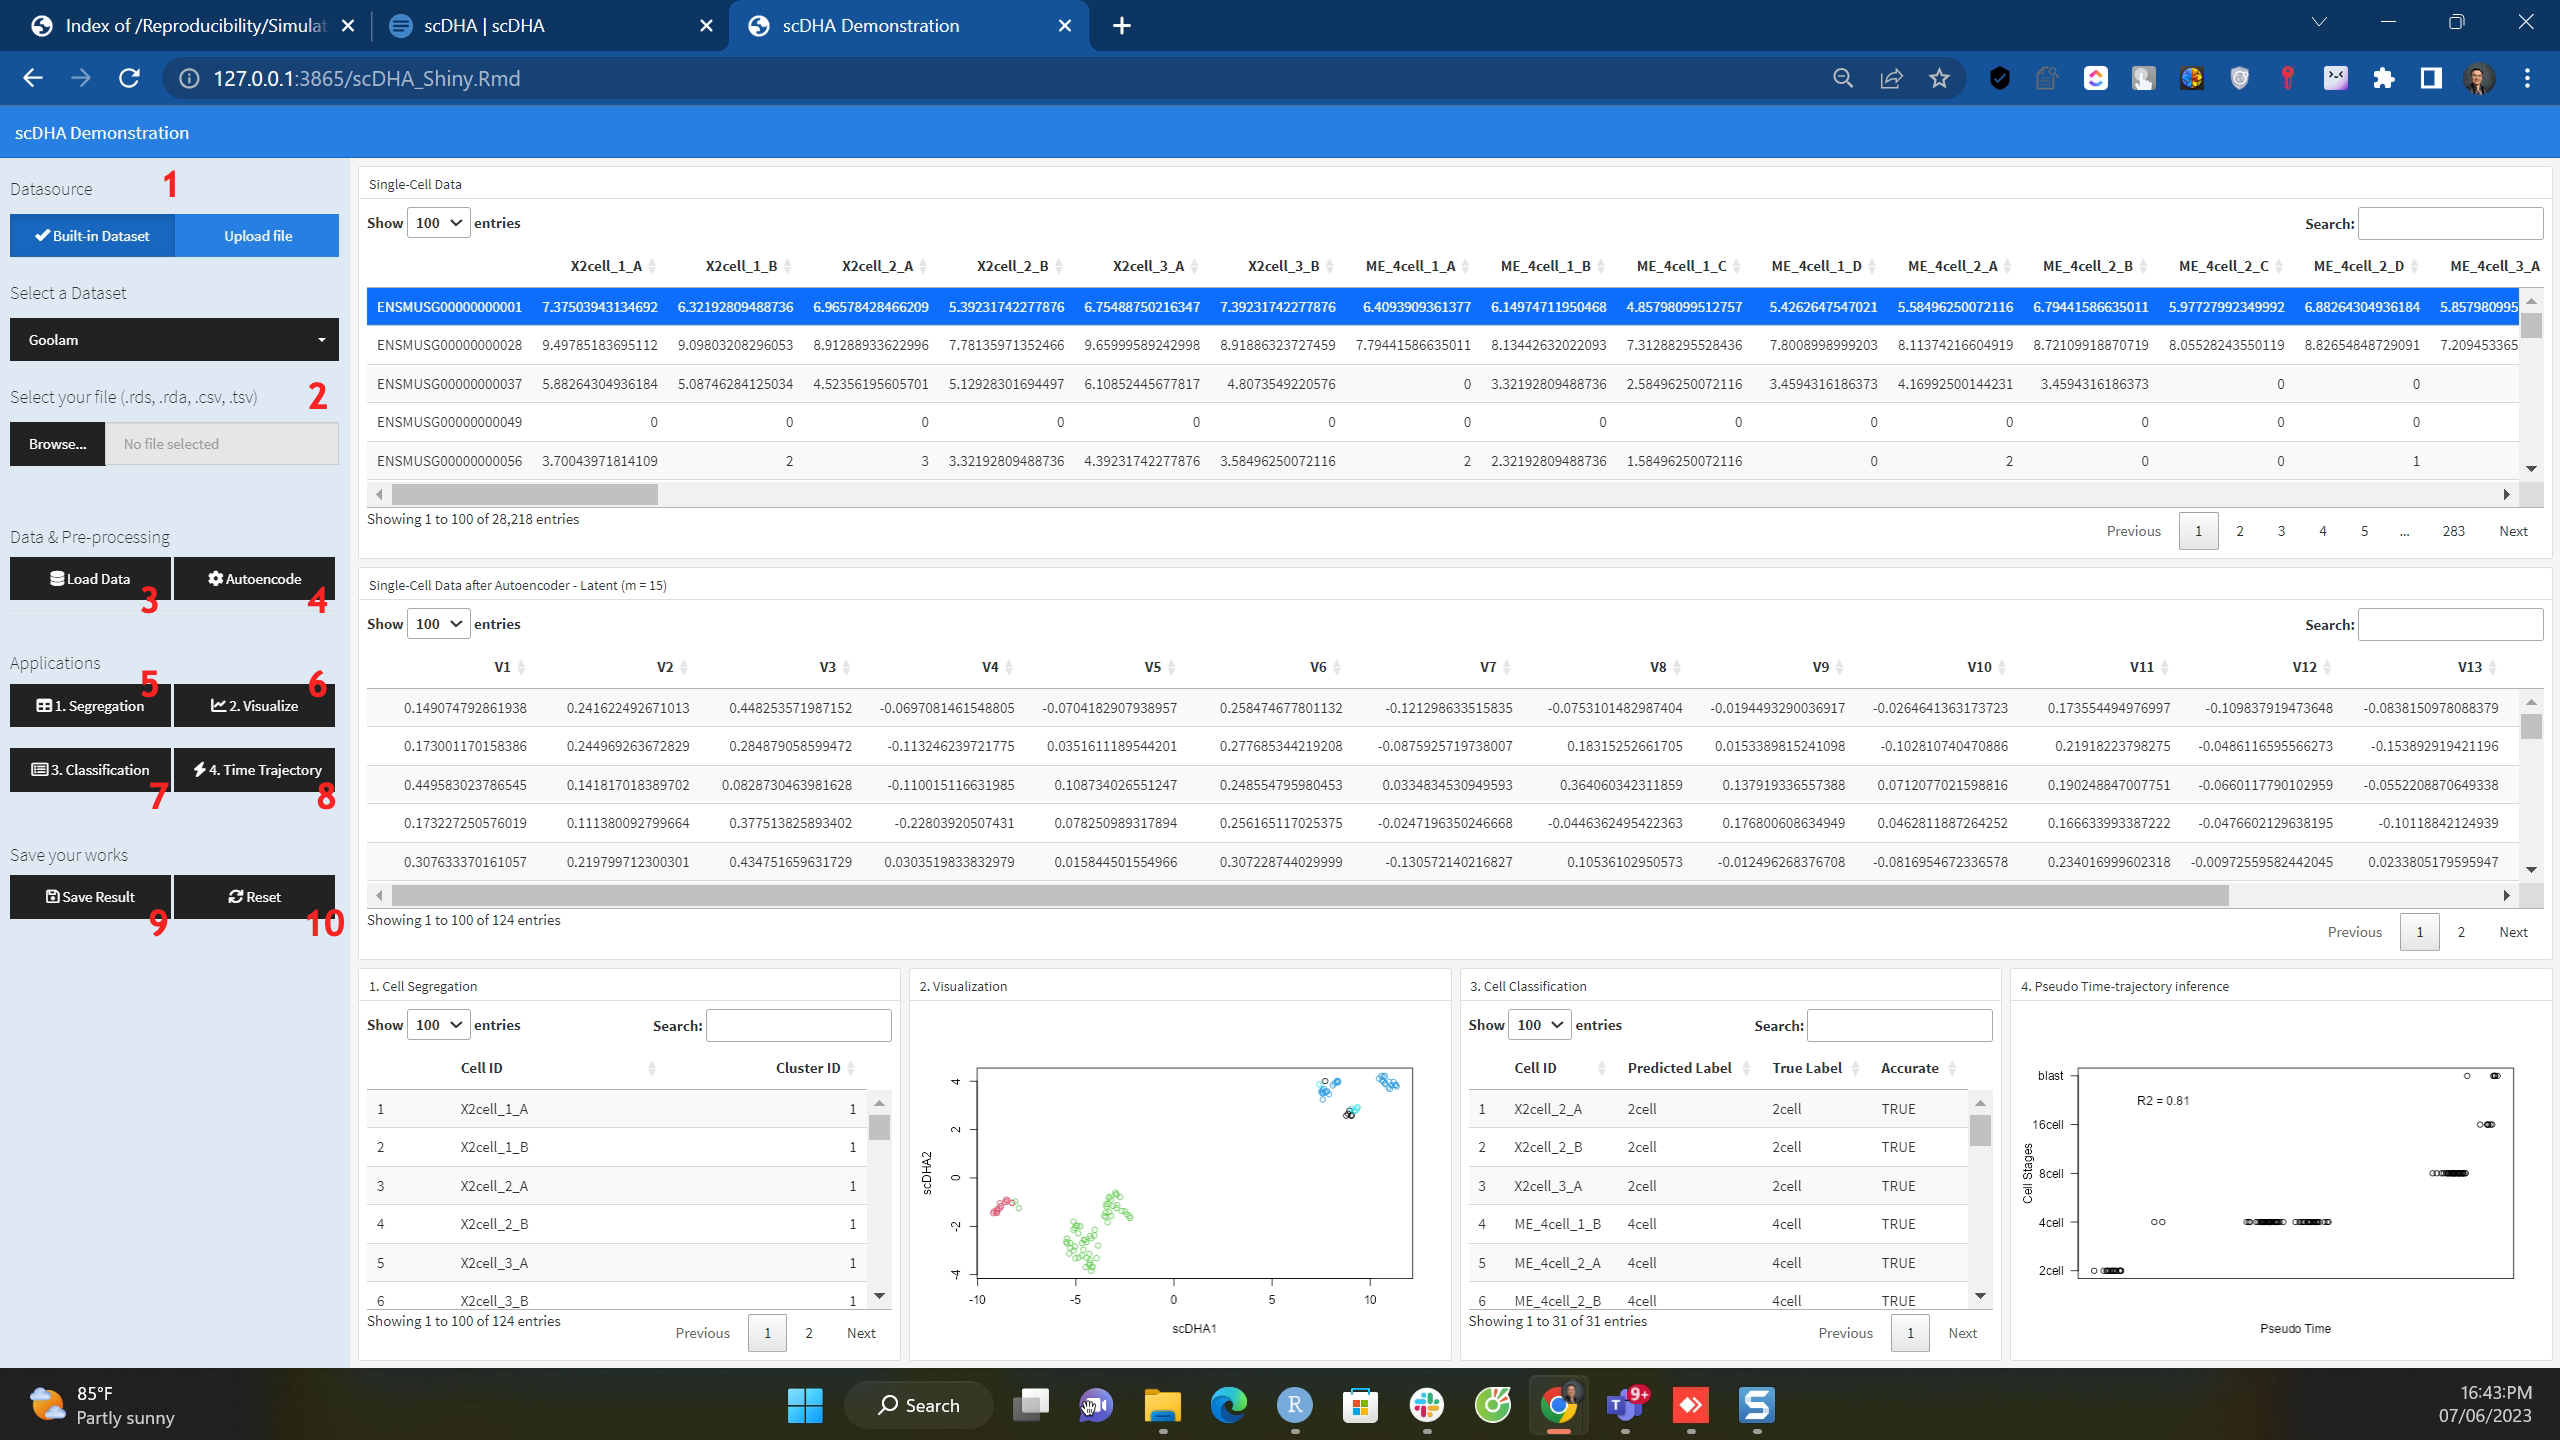 Index of /Reproducibility/Simulat
scDHA | scDHA
scDHA Demonstration
127.0.0.1:3865/scDHA_Shiny.Rmd
scDHA Demonstration
Datasource 1
Built-in Dataset Upload file
Select a Dataset
Goolam
Select your file (.rds, .rda, .csv, .tsv) 2
Browse... No file selected
Data & Pre-processing
Load Data 3 Autoencode 4
Applications
1. Segregation 5 2. Visualize 6
3. Classification 7 4. Time Trajectory 8
Save your works
Save Result 9 Reset 10
Single-Cell Data
Show 100 entries Search:
X2cell_1_A X2cell_1_B X2cell_2_A X2cell_2_B X2cell_3_A X2cell_3_B ME_4cell_1_A ME_4cell_1_B ME_4cell_1_C ME_4cell_1_D ME_4cell_2_A ME_4cell_2_B ME_4cell_2_C ME_4cell_2_D ME_4cell_3_A
ENSMUSG00000000001 7.37503943134692 6.32192809488736 6.96578428466209 5.39231742277876 6.75488750216347 7.39231742277876 6.4093909361377 6.14974711950468 4.85798099512757 5.4262647547021 5.58496250072116 6.79441586635011 5.97727992349992 6.88264304936184 5.857980995
ENSMUSG00000000028 9.49785183695112 9.09803208296053 8.91288933622996 7.78135971352466 9.65999589242998 8.91886323727459 7.79441586635011 8.13442632022093 7.31288295528436 7.8008998999203 8.11374216604919 8.72109918870719 8.05528243550119 8.82654848729091 7.209453365
ENSMUSG00000000037 5.88264304936184 5.08746284125034 4.52356195605701 5.12928301694497 6.10852445677817 4.8073549220576 0 3.32192809488736 2.58496250072116 3.4594316186373 4.16992500144231 3.4594316186373 0 0
ENSMUSG00000000049 0 0 0 0 0 0 0 0 0 0 0 0 0 0
ENSMUSG00000000056 3.70043971814109 2 3 3.32192809488736 4.39231742277876 3.58496250072116 2 2.32192809488736 1.58496250072116 0 2 0 0 1
Showing 1 to 100 of 28,218 entries
Previous 1 2 3 4 5 ... 283 Next
Single-Cell Data after Autoencoder - Latent (m = 15)
Show 100 entries Search:
V1 V2 V3 V4 V5 V6 V7 V8 V9 V10 V11 V12 V13
0.149074792861938 0.241622492671013 0.448253571987152 -0.0697081461548805 -0.0704182907938957 0.258474677801132 -0.121298633515835 -0.0753101482987404 -0.0194493290036917 -0.0264641363173723 0.173554494976997 -0.109837919473648 -0.0838150978088379
0.173001170158386 0.244969263672829 0.284879058599472 -0.113246239721775 0.0351611189544201 0.277685344219208 -0.0875925719738007 0.18315252661705 0.0153389815241098 -0.102810740470886 0.21918223798275 -0.0486116595566273 -0.153892919421196
0.449583023786545 0.141817018389702 0.0828730463981628 -0.110015116631985 0.108734026551247 0.248554795980453 0.0334834530949593 0.364060342311859 0.137919336557388 0.0712077021598816 0.190248847007751 -0.0660117790102959 -0.0552208870649338
0.173227250576019 0.111380092799664 0.377513825893402 -0.22803920507431 0.078250989317894 0.256165117025375 -0.0247196350246668 -0.0446362495422363 0.176800608634949 0.0462811887264252 0.166633993387222 -0.0476602129638195 -0.10118842124939
0.307633370161057 0.219799712300301 0.434751659631729 0.0303519833832979 0.015844501554966 0.307228744029999 -0.130572140216827 0.10536102950573 -0.012496268376708 -0.0816954672336578 0.234016999602318 -0.00972559582442045 0.0233805179595947
Showing 1 to 100 of 124 entries
Previous 1 2 Next
1. Cell Segregation
Show 100 entries Search:
Cell ID Cluster ID
1 X2cell_1_A 1
2 X2cell_1_B 1
3 X2cell_2_A 1
4 X2cell_2_B 1
5 X2cell_3_A 1
6 X2cell_3_B 1
Showing 1 to 100 of 124 entries
Previous 1 2 Next
2. Visualization
4
2
0
-2
-4
scDHA2
-10 -5 0 5 10
scDHA1
3. Cell Classification
Show 100 entries Search:
Cell ID Predicted Label True Label Accurate
1 X2cell_2_A 2cell 2cell TRUE
2 X2cell_2_B 2cell 2cell TRUE
3 X2cell_3_A 2cell 2cell TRUE
4 ME_4cell_1_B 4cell 4cell TRUE
5 ME_4cell_2_A 4cell 4cell TRUE
6 ME_4cell_2_B 4cell 4cell TRUE
Showing 1 to 31 of 31 entries
Previous 1 Next
4. Pseudo Time-trajectory inference
blast
R2 = 0.81
16cell
8cell
4cell
2cell
Cell Stages
Pseudo Time
85°F
Partly sunny
Search
9+
16:43:PM
07/06/2023